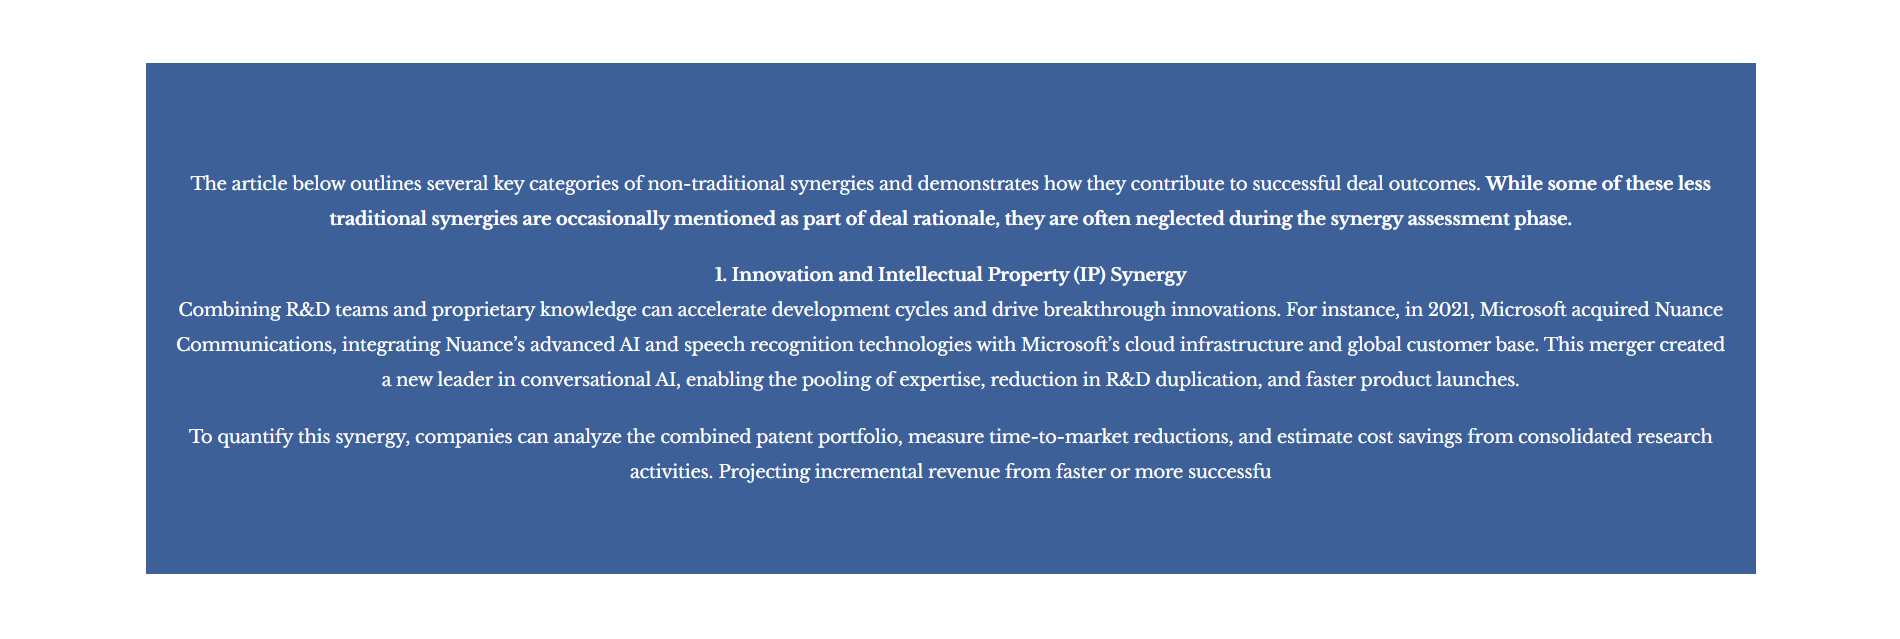 The article below outlines several key categories of non-traditional synergies and demonstrates how they contribute to successful deal outcomes. While some of these less
traditional synergies are occasionally mentioned as part of deal rationale, they are often neglected during the synergy assessment phase.
1. Innovation and Intellectual Property (IP) Synergy
Combining R&D teams and proprietary knowledge can accelerate development cycles and drive breakthrough innovations. For instance, in 2021, Microsoft acquired Nuance
Communications, integrating Nuance’s advanced AI and speech recognition technologies with Microsoft’s cloud infrastructure and global customer base. This merger created
a new leader in conversational AI, enabling the pooling of expertise, reduction in R&D duplication, and faster product launches.
To quantify this synergy, companies can analyze the combined patent portfolio, measure time-to-market reductions, and estimate cost savings from consolidated research
activities. Projecting incremental revenue from faster or more successfu